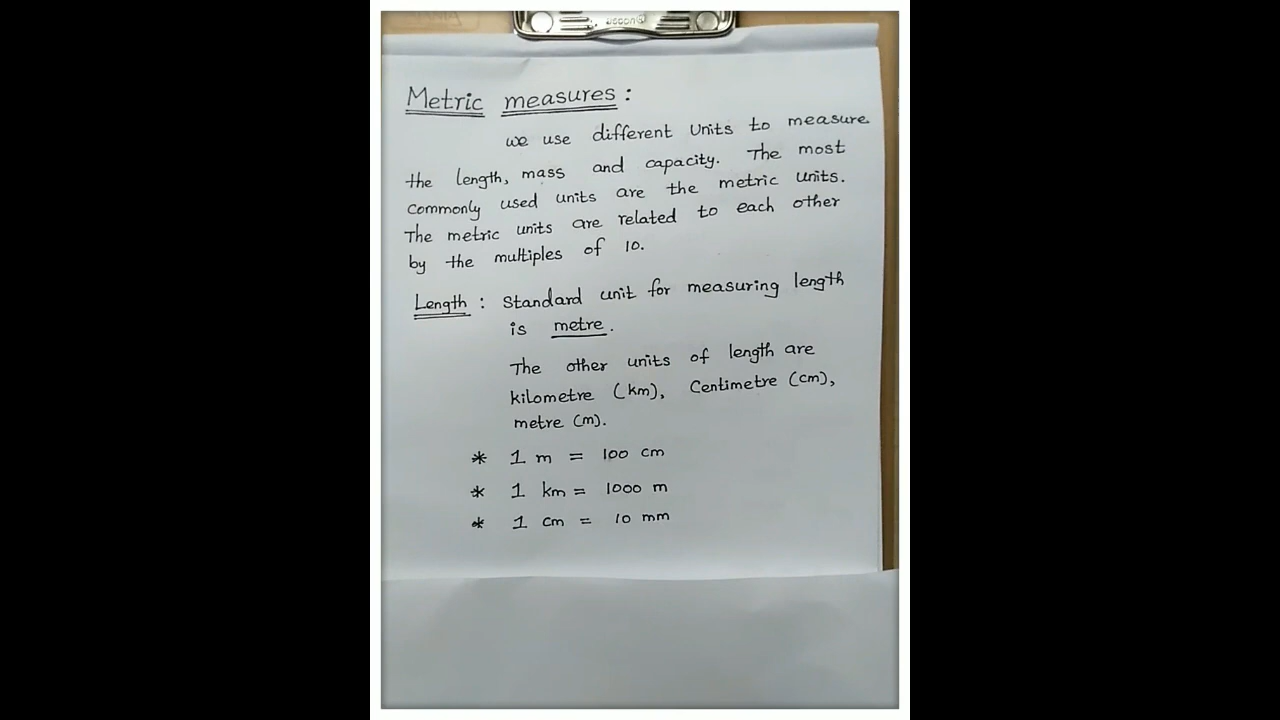 Metric measures:
we use different Units to measure
the length, mass and capacity. The most
Commonly used units are the metric units.
The metric units are related to each other
by the multiples of 10.
Length : Standard unit for measuring length
is metre.
The other units of length are
kilometre (km), Centimetre (cm),
metre (m).
* 1 m = 100 cm
* 1 km = 1000 m
* 1 cm = 10 mm